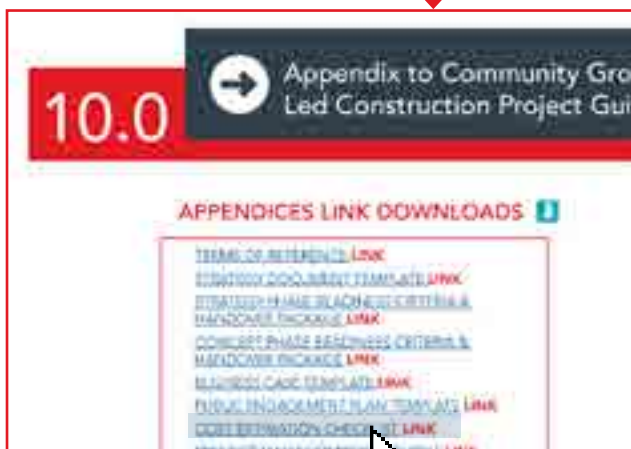 10.0
Appendix to Community Gro
Led Construction Project Gui
APPENDICES LINK DOWNLOADS
TERMS OF REFERENCE LINK
STRATEGY DOCUMENT TEMPLATE LINK
STRATEGY PHASE READINESS CRITERIA &
HANDOVER PACKAGE LINK
CONCEPT PHASE READINESS CRITERIA &
HANDOVER PACKAGE LINK
BUSINESS CASE TEMPLATE LINK
PUBLIC ENGAGEMENT PLAN TEMPLATE LINK
COST ESTIMATION CHECKLIST LINK
LINK